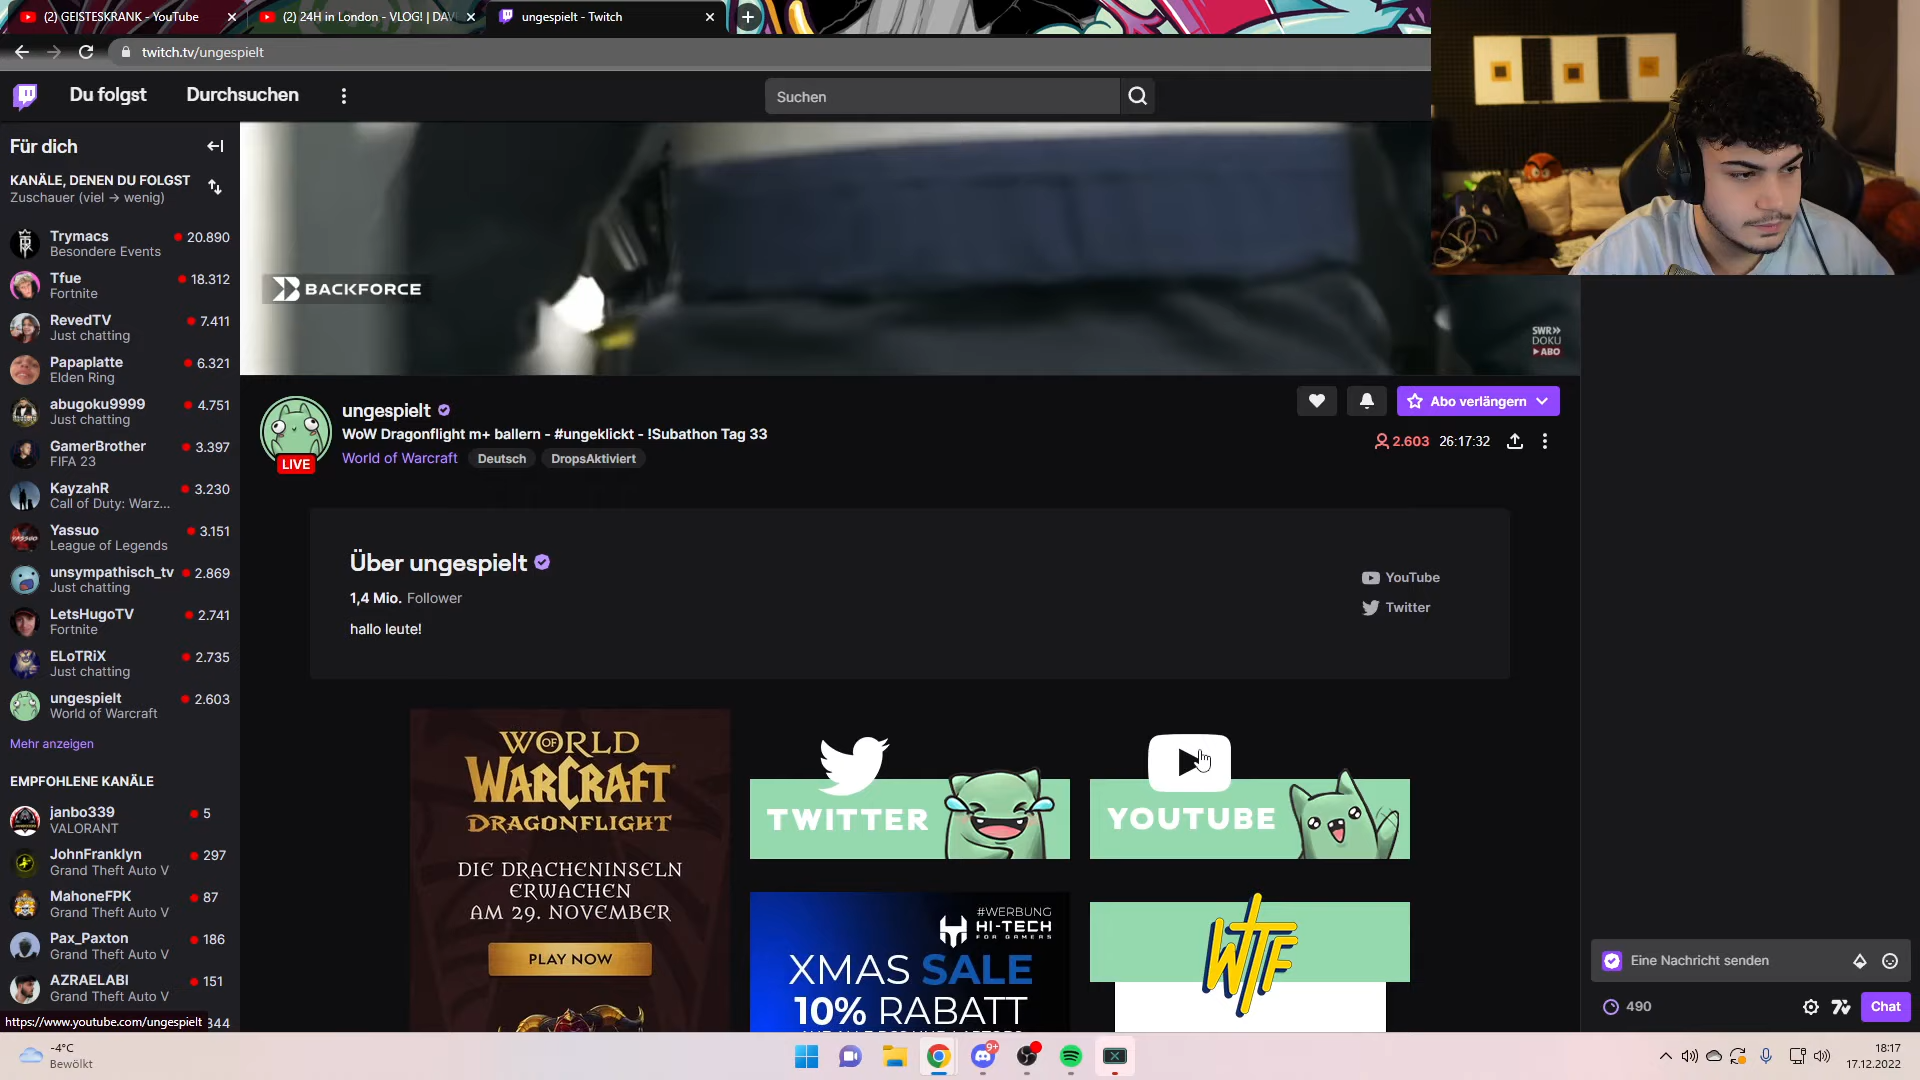 (2) GEISTESKRANK - YouTube
(2) 24H in London - VLOG! | DAV
ungespielt - Twitch
twitch.tv/ungespielt
Du folgst
Durchsuchen
Suchen
Für dich
KANÄLE, DENEN DU FOLGST
Zuschauer (viel → wenig)
Trymacs 20.890
Besondere Events
Tfue 18.312
Fortnite
RevedTV 7.411
Just chatting
Papaplatte 6.321
Elden Ring
abugoku9999 4.751
Just chatting
GamerBrother 3.397
FIFA 23
KayzahR 3.230
Call of Duty: Warz...
Yassuo 3.151
League of Legends
unsympathisch_tv 2.869
Just chatting
LetsHugoTV 2.741
Fortnite
ELoTRiX 2.735
Just chatting
ungespielt 2.603
World of Warcraft
Mehr anzeigen
EMPFOHLENE KANÄLE
janbo339 5
VALORANT
JohnFranklyn 297
Grand Theft Auto V
MahoneFPK 87
Grand Theft Auto V
Pax_Paxton 186
Grand Theft Auto V
AZRAELABI 151
Grand Theft Auto V
https://www.youtube.com/ungespielt
344
BACKFORCE
SWR»
DOKU
▶ABO
ungespielt
WoW Dragonflight m+ ballern - #ungeklickt - !Subathon Tag 33
World of Warcraft Deutsch DropsAktiviert
LIVE
Abo verlängern
2.603 26:17:32
Über ungespielt
1,4 Mio. Follower
hallo leute!
YouTube
Twitter
WORLD
OF
WARCRAFT
DRAGONFLIGHT
DIE DRACHENINSELN
ERWACHEN
AM 29. NOVEMBER
PLAY NOW
TWITTER
YOUTUBE
#WERBUNG
HI-TECH
FOR GAMERS
XMAS SALE
10% RABATT
WTF
Eine Nachricht senden
490
Chat
-4°C
Bewölkt
9+
18:17
17.12.2022